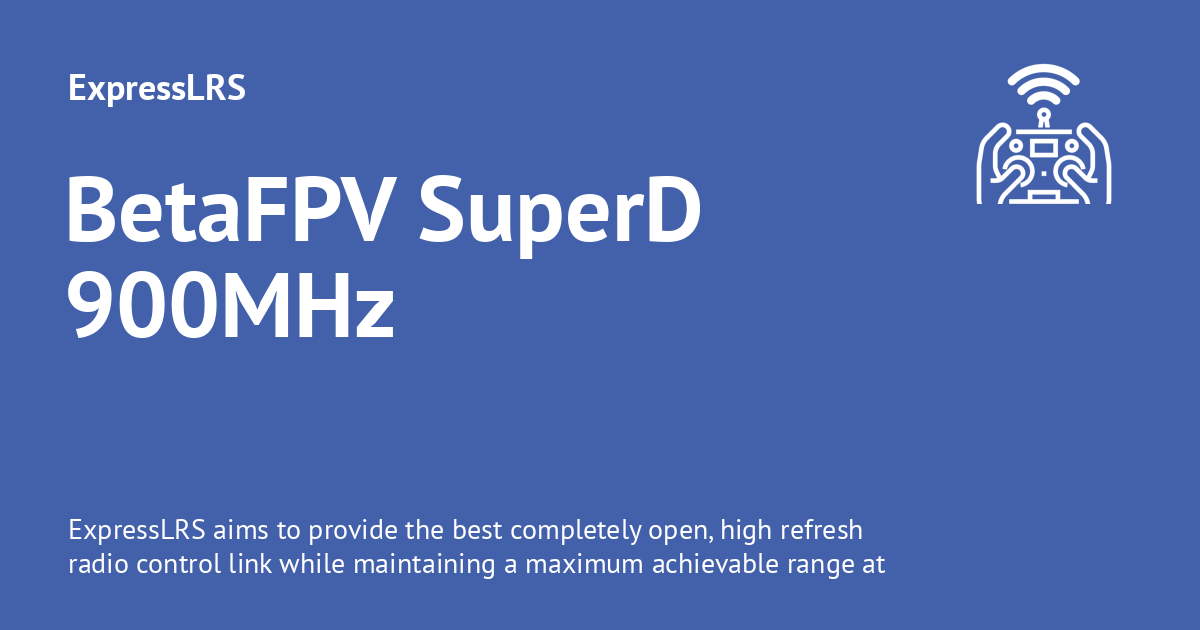 ExpressLRS
BetaFPV SuperD
900MHz
ExpressLRS aims to provide the best completely open, high refresh
radio control link while maintaining a maximum achievable range at